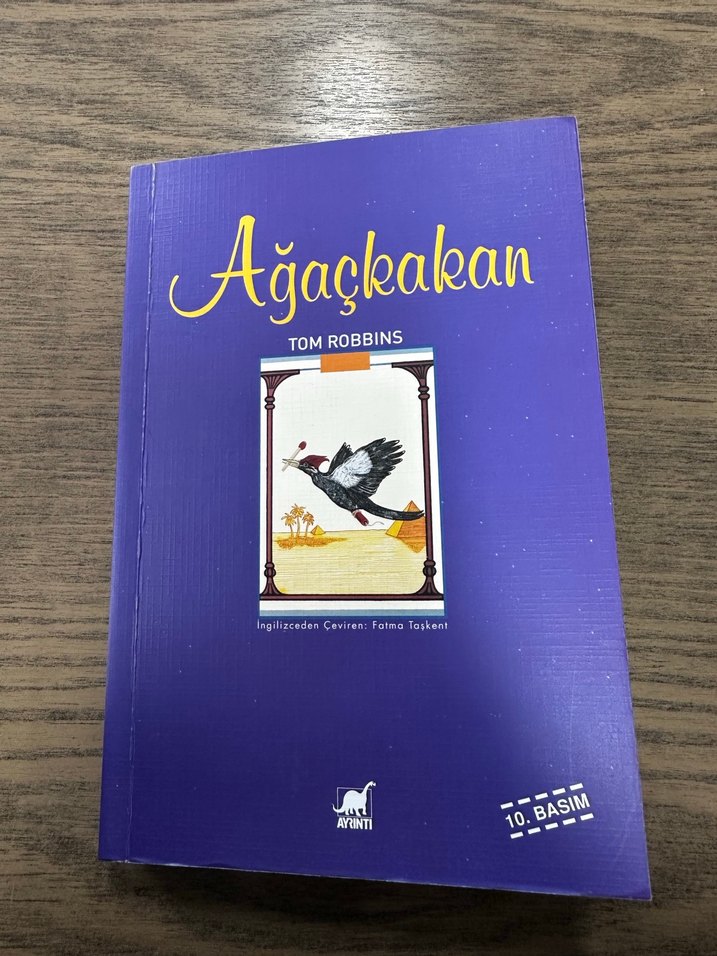 Ağaçkakan
TOM ROBBINS
İngilizceden Çeviren: Fatma Taşkent
AYRINTI
10. BASIM